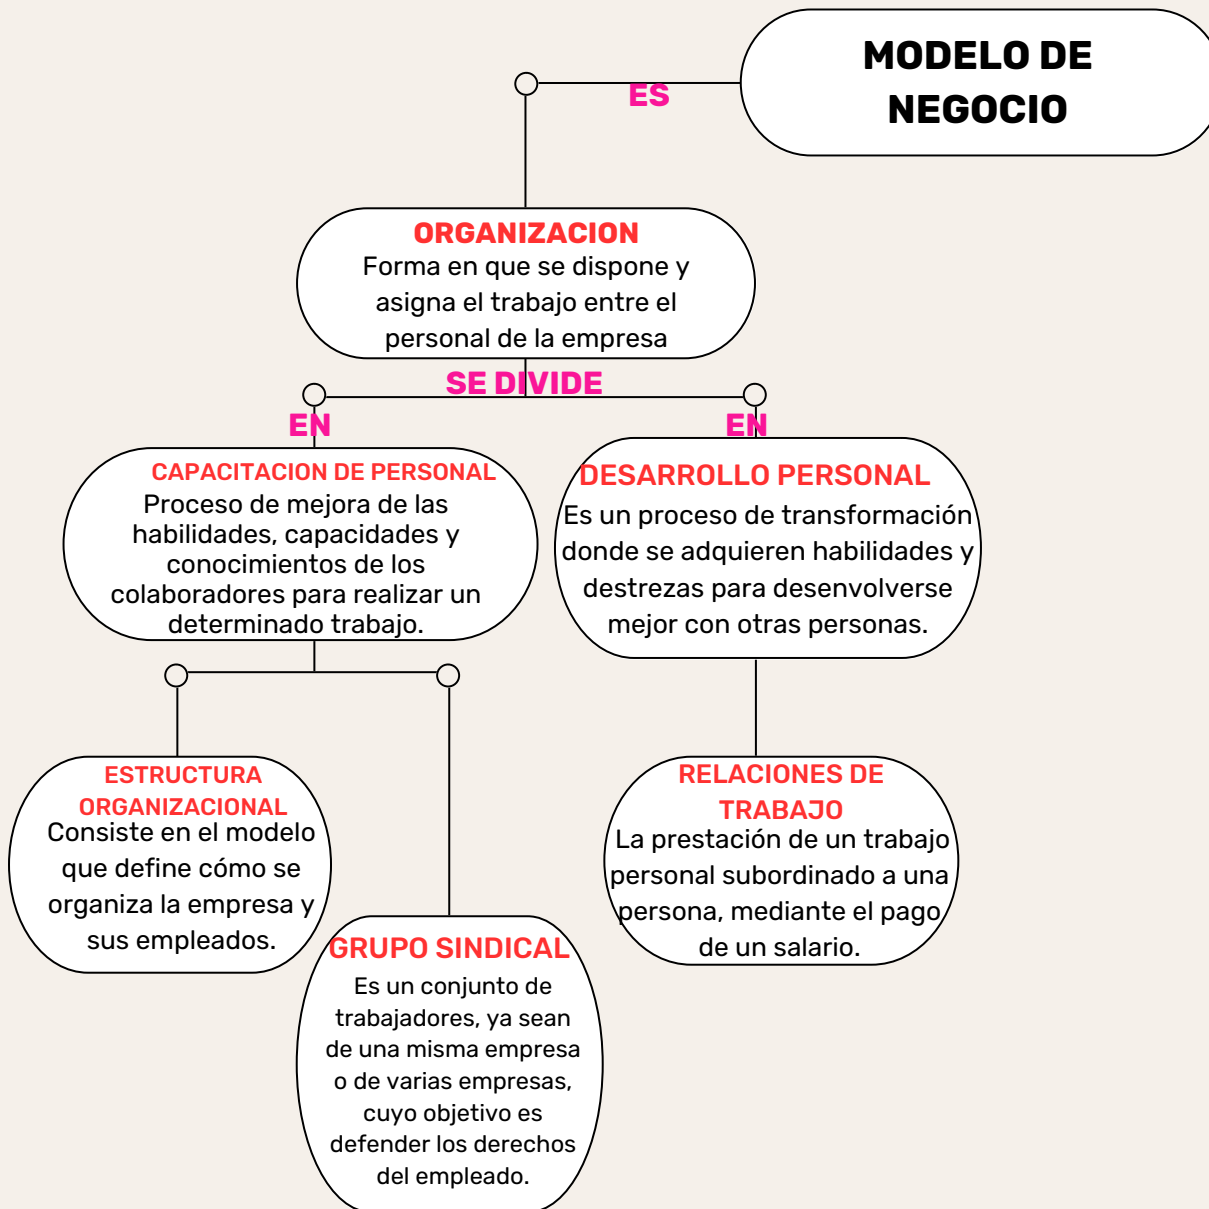 MODELO DE
NEGOCIO
ES
ORGANIZACION
Forma en que se dispone y
asigna el trabajo entre el
personal de la empresa
SE DIVIDE
EN
EN
CAPACITACION DE PERSONAL
Proceso de mejora de las
habilidades, capacidades y
conocimientos de los
colaboradores para realizar un
determinado trabajo.
DESARROLLO PERSONAL
Es un proceso de transformación
donde se adquieren habilidades y
destrezas para desenvolverse
mejor con otras personas.
ESTRUCTURA
ORGANIZACIONAL
Consiste en el modelo
que define cómo se
organiza la empresa y
sus empleados.
GRUPO SINDICAL
Es un conjunto de
trabajadores, ya sean
de una misma empresa
o de varias empresas,
cuyo objetivo es
defender los derechos
del empleado.
RELACIONES DE
TRABAJO
La prestación de un trabajo
personal subordinado a una
persona, mediante el pago
de un salario.